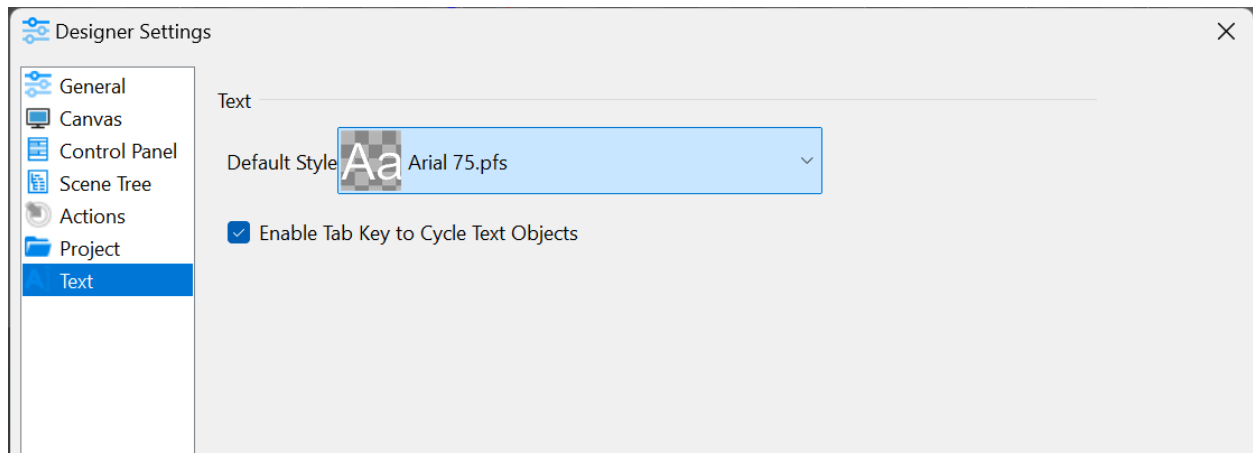 Designer Settings
General
Canvas
Control Panel
Scene Tree
Actions
Project
Text
Text
Default Style Aa Arial 75.pfs
Enable Tab Key to Cycle Text Objects